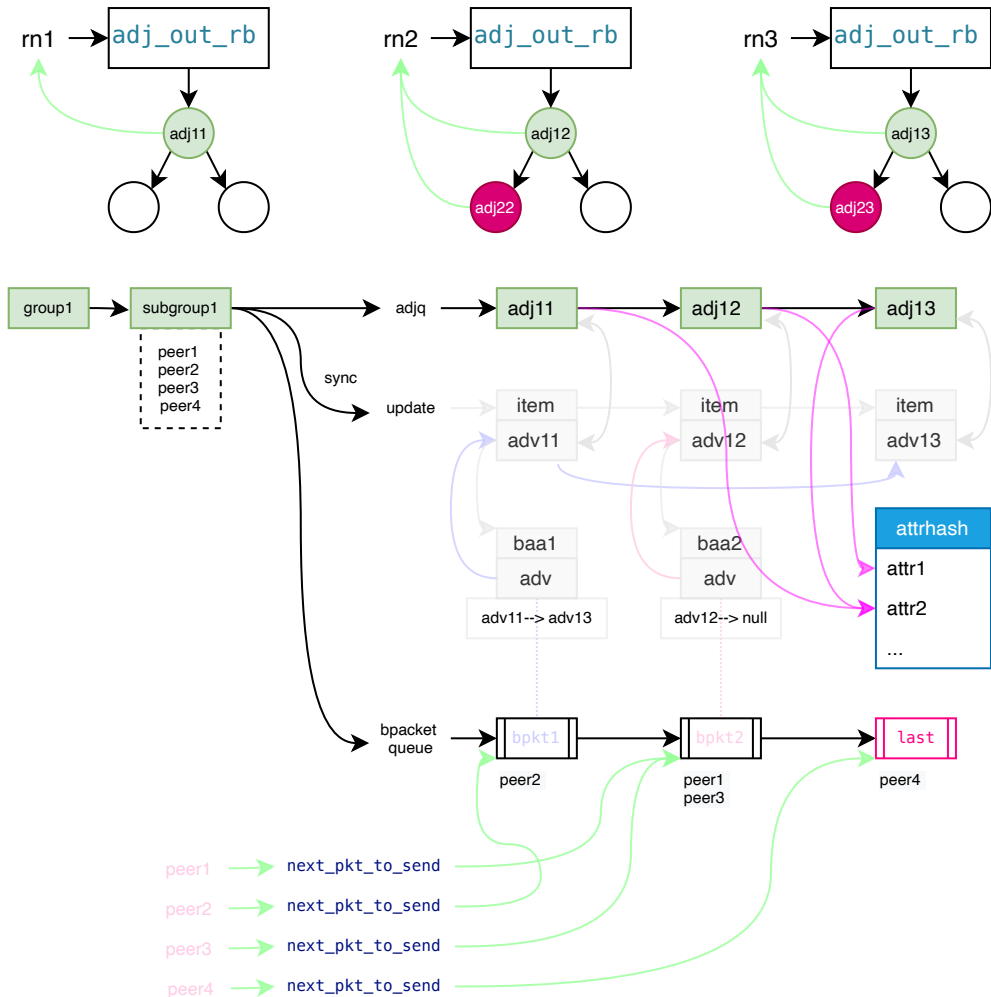 rn1
adj_out_rb
rn2
adj_out_rb
rn3
adj_out_rb
adj11
adj12
adj13
adj22
adj23
group1
subgroup1
adjq
adj11
adj12
adj13
peer1
peer2
peer3
peer4
sync
update
item
item
item
adv11
adv12
adv13
baa1
baa2
attrhash
adv
adv
attr1
attr2
...
adv11--> adv13
adv12--> null
bpacket
queue
bpkt1
bpkt2
last
peer2
peer1
peer3
peer4
peer1
next_pkt_to_send
peer2
next_pkt_to_send
peer3
next_pkt_to_send
peer4
next_pkt_to_send